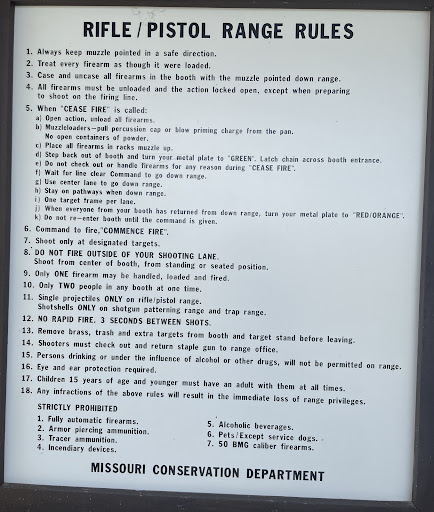 RIFLE/PISTOL RANGE RULES
1. Always keep muzzle pointed in a safe direction.
2. Treat every firearm as though it were loaded.
3. Case and uncase all firearms in the booth with the muzzle pointed down range.
4. All firearms must be unloaded and the action locked open, except when preparing
to shoot on the firing line.
5. When "CEASE FIRE" is called:
a) Open action, unload all firearms.
b) Muzzleloaders—pull percussion cap or blow priming charge from the pan.
No open containers of powder.
c) Place all firearms in racks muzzle up.
d) Step back out of booth and turn your metal plate to "GREEN". Latch chain across booth entrance.
e) Do not check out or handle firearms for any reason during "CEASE FIRE".
f) Wait for line clear Command to go down range.
g) Use center lane to go down range.
h) Stay on pathways when down range.
i) One target frame per lane.
j) When everyone from your booth has returned from down range, turn your metal plate to "RED/ORANGE".
k) Do not re-enter booth until the command is given.
6. Command to fire,"COMMENCE FIRE".
7. Shoot only at designated targets.
8. DO NOT FIRE OUTSIDE OF YOUR SHOOTING LANE.
Shoot from center of booth, from standing or seated position.
9. Only ONE firearm may be handled, loaded and fired.
10. Only TWO people in any booth at one time.
11. Single projectiles ONLY on rifle/pistol range.
Shotshells ONLY on shotgun patterning range and trap range.
12. NO RAPID FIRE. 3 SECONDS BETWEEN SHOTS.
13. Remove brass, trash and extra targets from booth and target stand before leaving.
14. Shooters must check out and return staple gun to range office.
15. Persons drinking or under the influence of alcohol or other drugs, will not be permitted on range.
16. Eye and ear protection required.
17. Children 15 years of age and younger must have an adult with them at all times.
18. Any infractions of the above rules will result in the immediate loss of range privileges.
STRICTLY PROHIBITED
1. Fully automatic firearms.
2. Armor piercing ammunition.
3. Tracer ammunition.
4. Incendiary devices.
5. Alcoholic beverages.
6. Pets/Except service dogs.
7. 50 BMG caliber firearms.
MISSOURI CONSERVATION DEPARTMENT